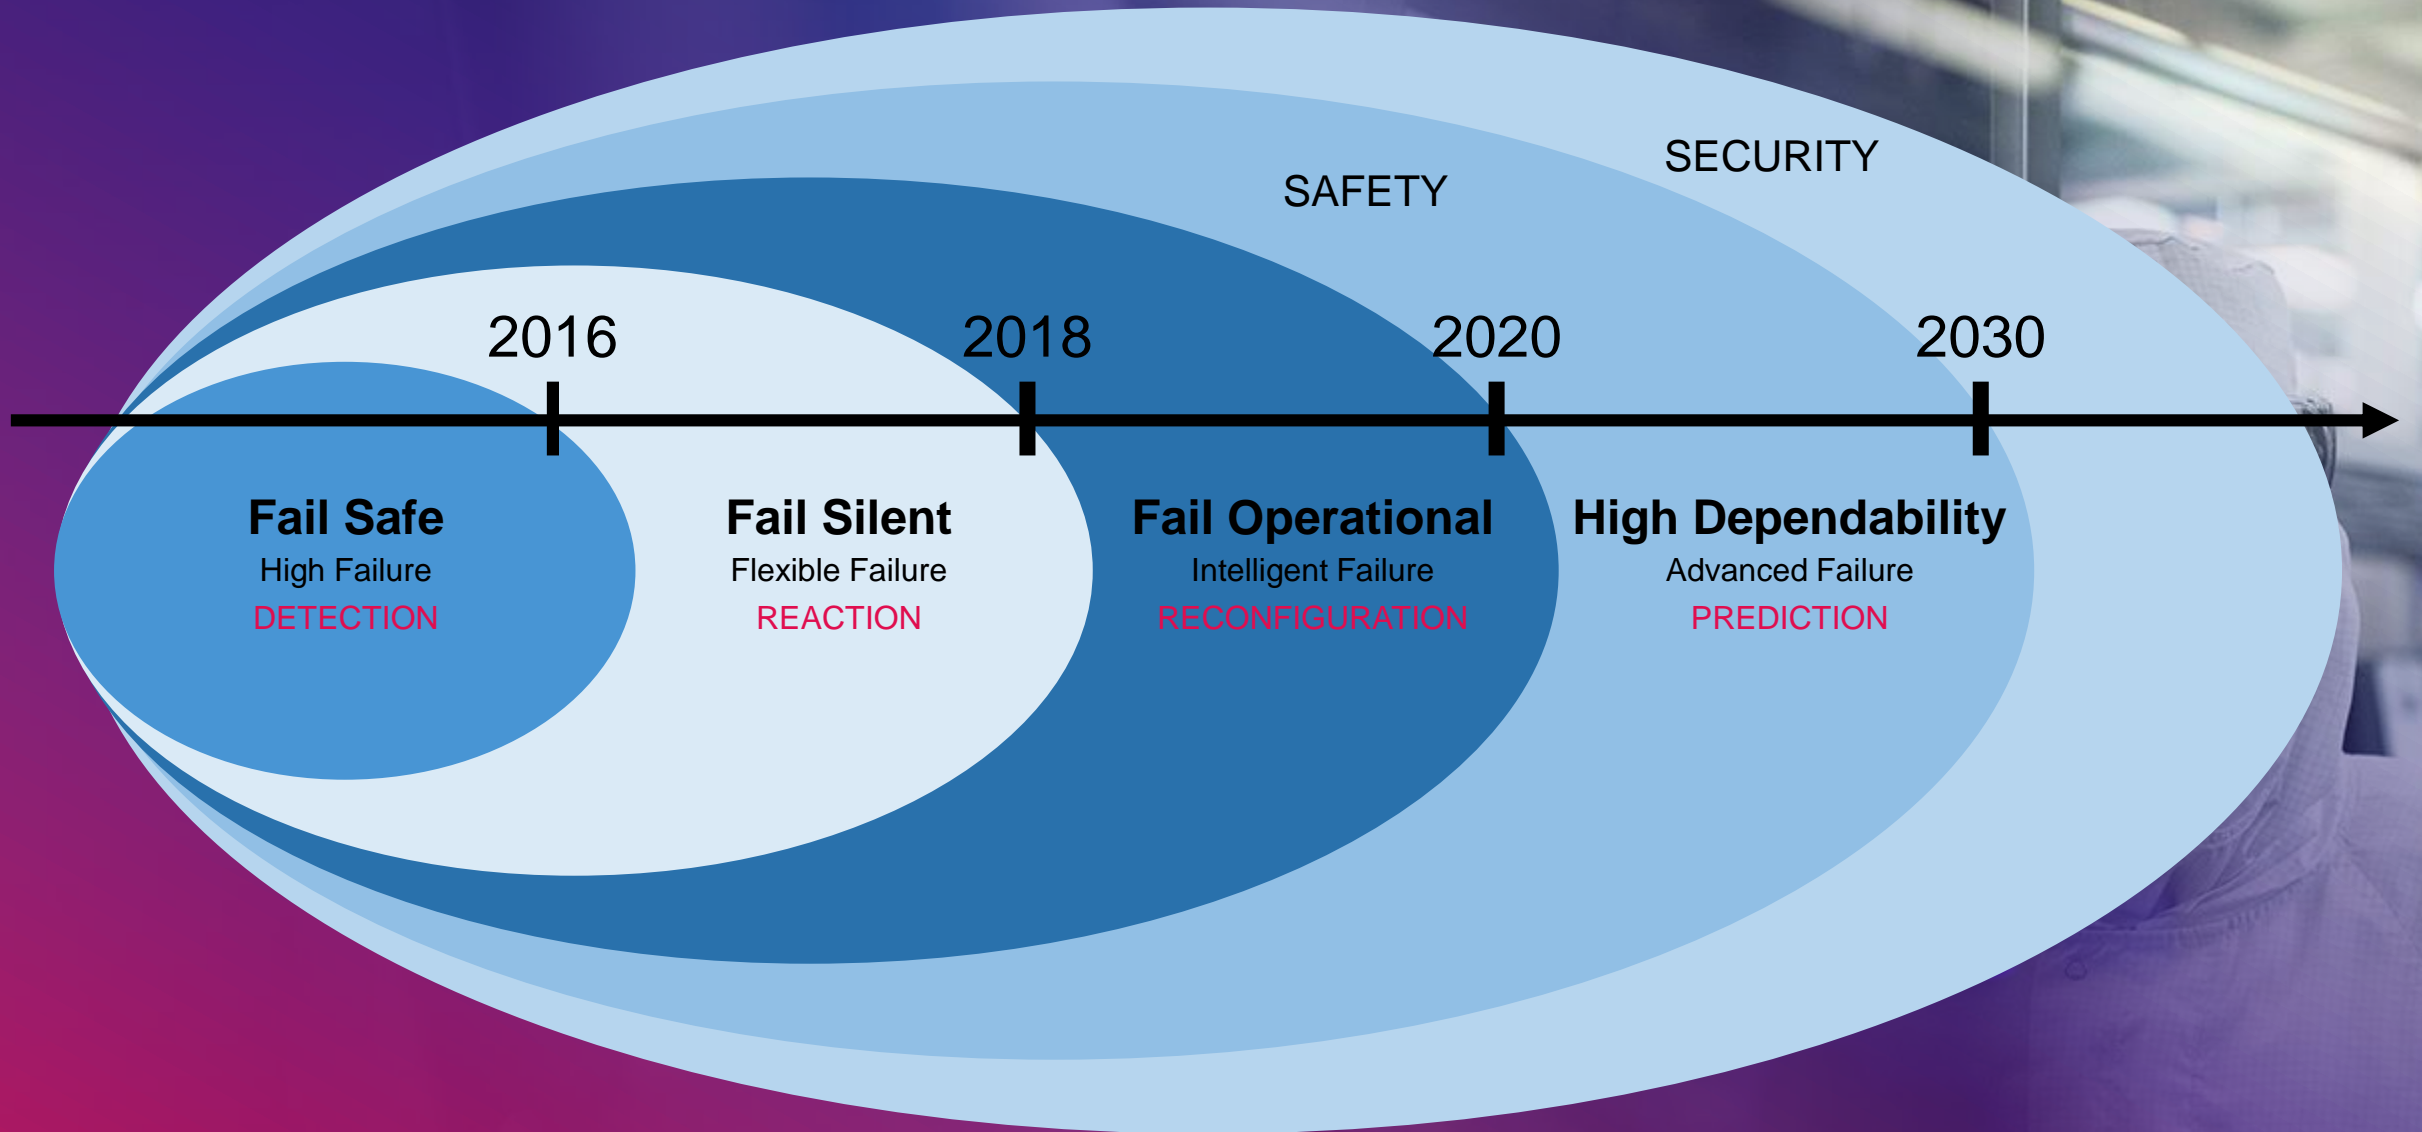 SECURITY
SAFETY
2016
2018
2020
2030
Fail Safe
High Failure
DETECTION
Fail Silent
Flexible Failure
REACTION
Fail Operational
Intelligent Failure
RECONFIGURATION
High Dependability
Advanced Failure
PREDICTION